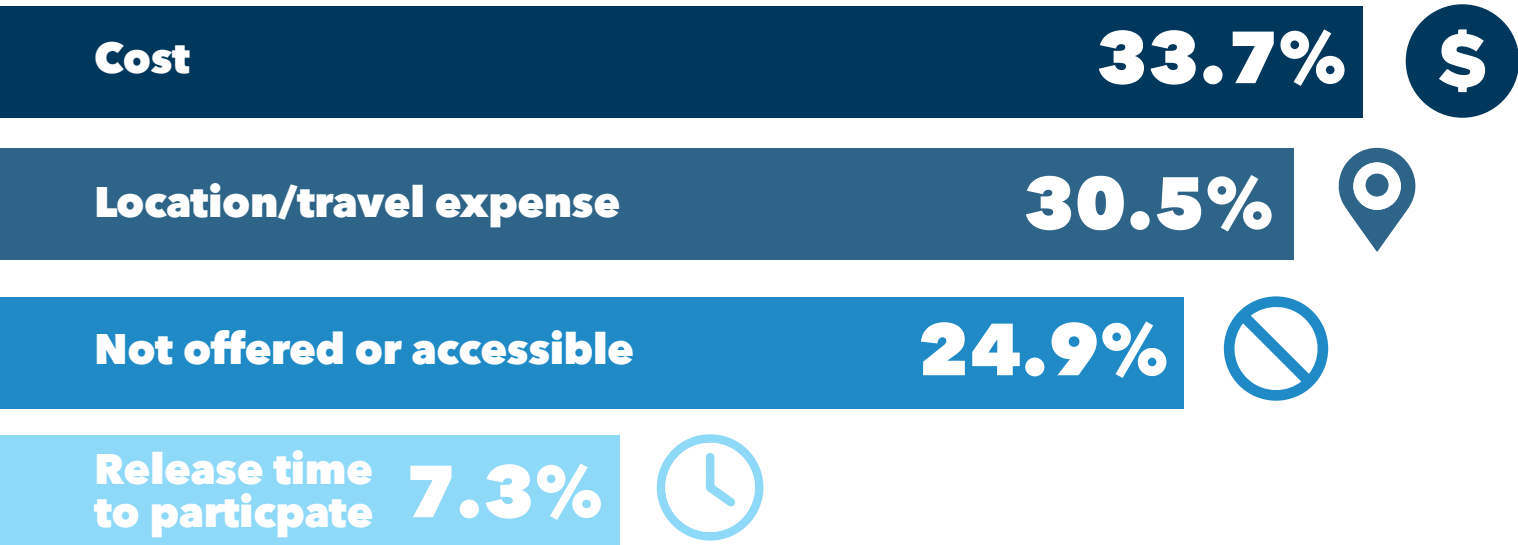 Cost 33.7% $
Location/travel expense 30.5%
Not offered or accessible 24.9%
Release time
to particpate 7.3%